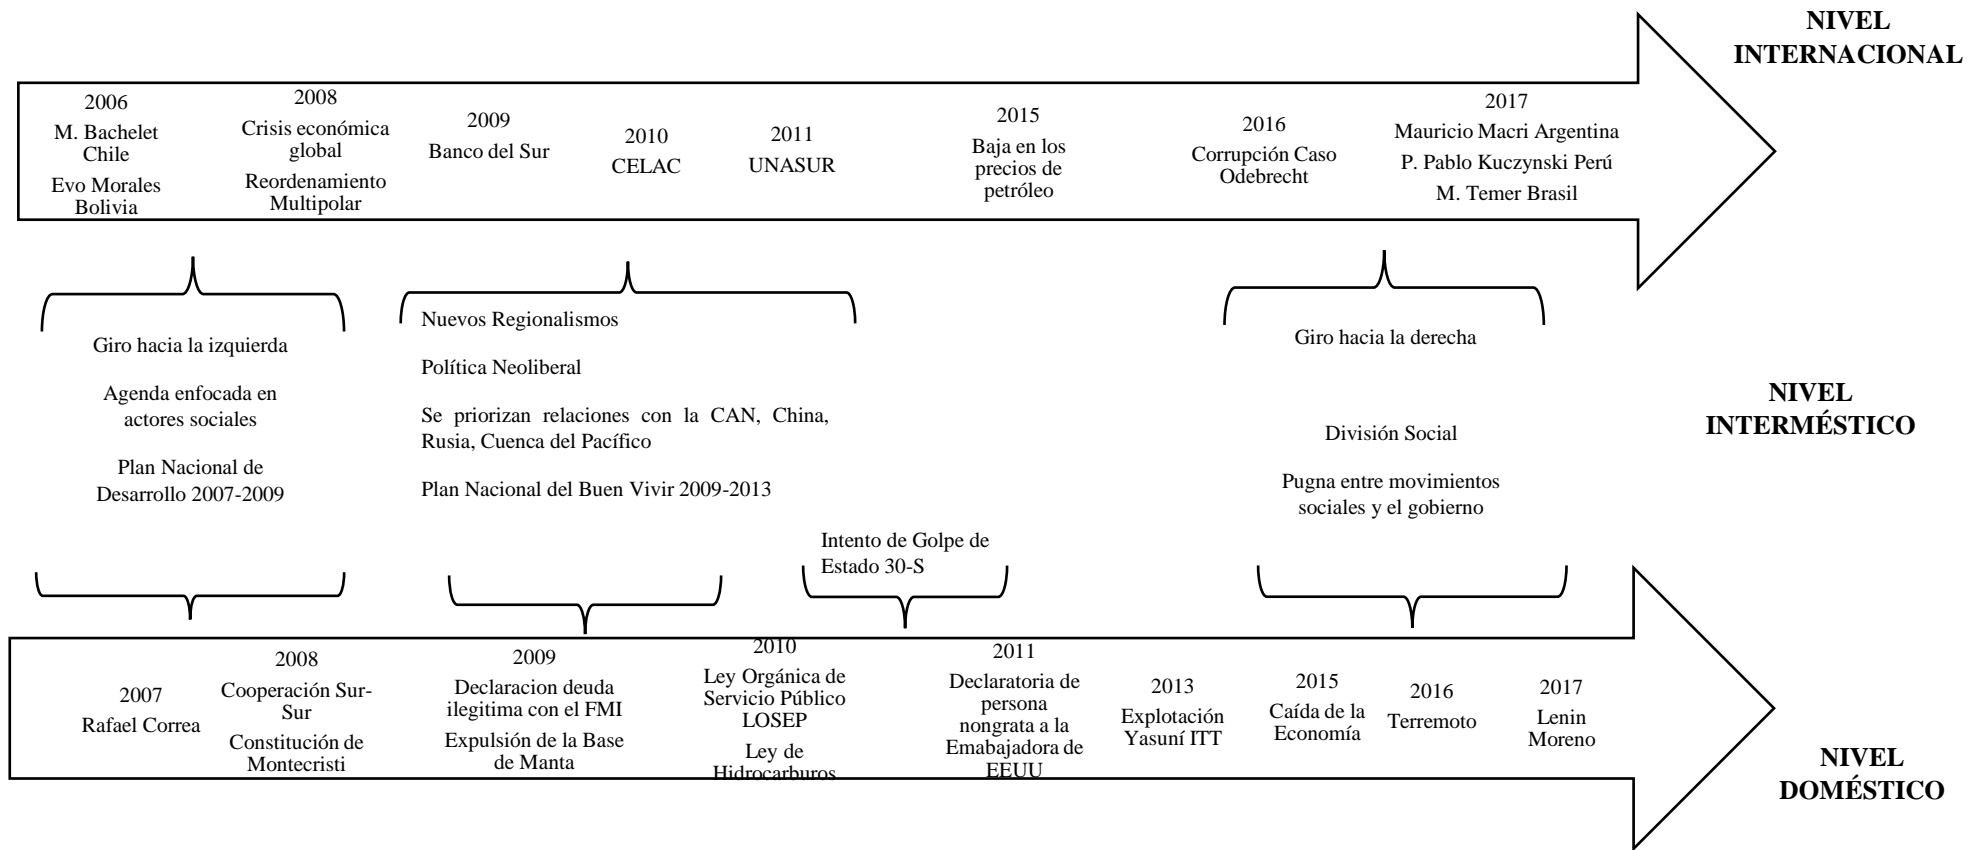 NIVEL
INTERNACIONAL
2006
M. Bachelet
Chile
Evo Morales
Bolivia
2008
Crisis económica
global
Reordenamiento
Multipolar
2009
Banco del Sur
2010
CELAC
2011
UNASUR
2015
Baja en los
precios de
petróleo
2016
Corrupción Caso
Odebrecht
2017
Mauricio Macri Argentina
P. Pablo Kuczynski Perú
M. Temer Brasil
Giro hacia la izquierda
Agenda enfocada en
actores sociales
Plan Nacional de
Desarrollo 2007-2009
Nuevos Regionalismos
Política Neoliberal
Se priorizan relaciones con la CAN, China,
Rusia, Cuenca del Pacífico
Plan Nacional del Buen Vivir 2009-2013
Intento de Golpe de
Estado 30-S
Giro hacia la derecha
División Social
Pugna entre movimientos
sociales y el gobierno
NIVEL
INTERMÉSTICO
2007
Rafael Correa
2008
Cooperación Sur-
Sur
Constitución de
Montecristi
2009
Declaracion deuda
ilegitima con el FMI
Expulsión de la Base
de Manta
2010
Ley Orgánica de
Servicio Público
LOSEP
Ley de
Hidrocarburos
2011
Declaratoria de
persona
nongrata a la
Emabajadora de
EEUU
2013
Explotación
Yasuní ITT
2015
Caída de la
Economía
2016
Terremoto
2017
Lenin
Moreno
NIVEL
DOMÉSTICO